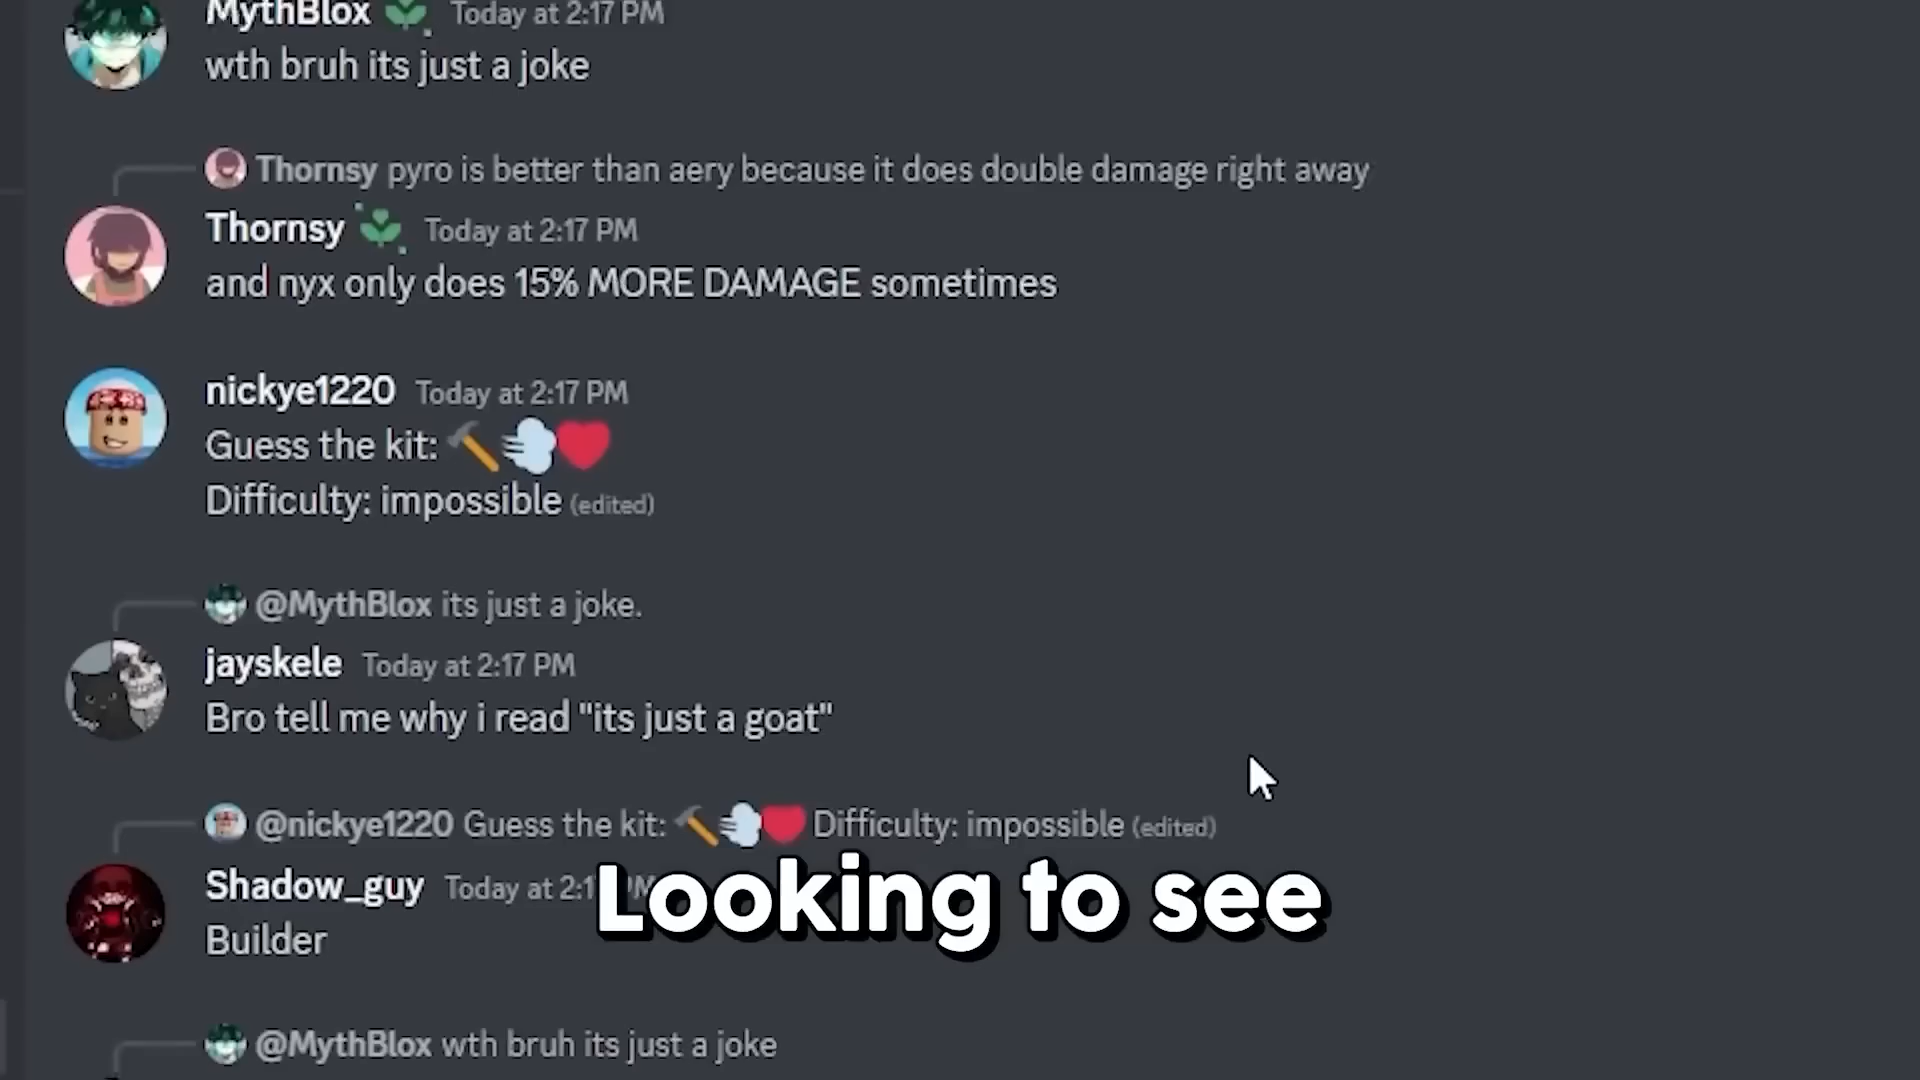 MythBlox Today at 2:17 PM
wth bruh its just a joke
Thornsy pyro is better than aery because it does double damage right away
Thornsy Today at 2:17 PM
and nyx only does 15% MORE DAMAGE sometimes
nickye1220 Today at 2:17 PM
Guess the kit: 🔨💨❤️
Difficulty: impossible (edited)
@MythBlox its just a joke.
jayskele Today at 2:17 PM
Bro tell me why i read "its just a goat"
@nickye1220 Guess the kit: 🔨💨❤️ Difficulty: impossible (edited)
Shadow_guy Today at 2:1 PM
Looking to see
Builder
@MythBlox wth bruh its just a joke